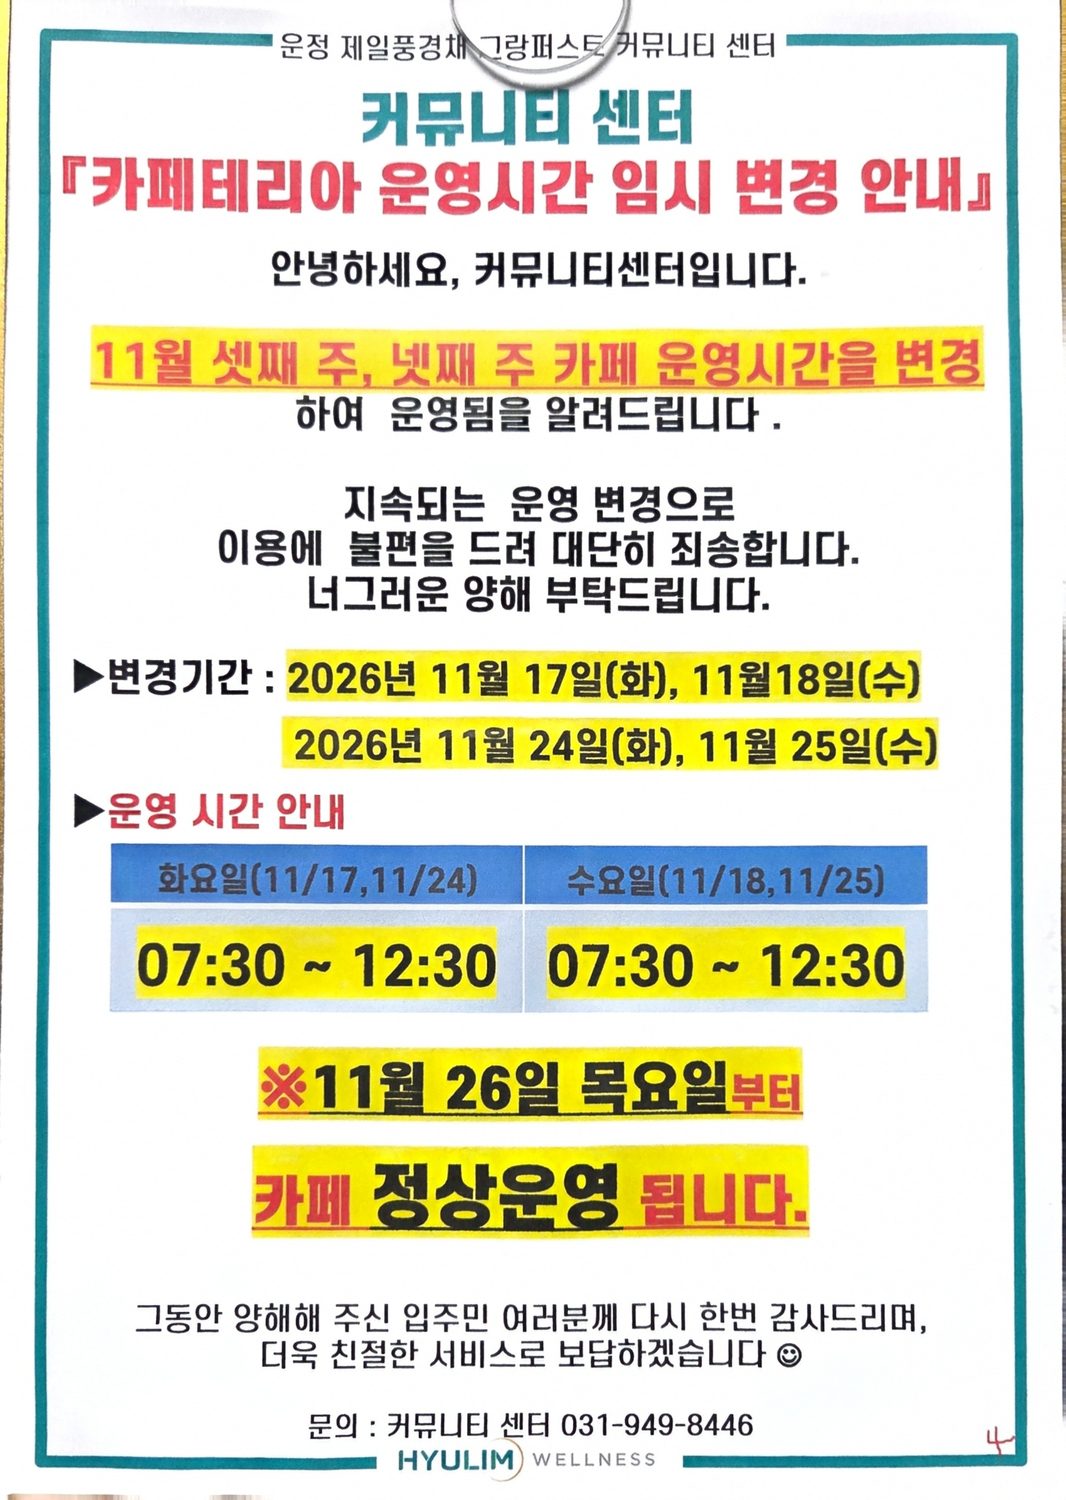 운정 제일풍경채 그랑퍼스트 커뮤니티 센터
커뮤니티 센터
『카페테리아 운영시간 임시 변경 안내』
안녕하세요, 커뮤니티센터입니다.
11월 셋째 주, 넷째 주 카페 운영시간을 변경
하여 운영됨을 알려드립니다 .
지속되는 운영 변경으로
이용에 불편을 드려 대단히 죄송합니다.
너그러운 양해 부탁드립니다.
▶변경기간 : 2026년 11월 17일(화), 11월18일(수)
2026년 11월 24일(화), 11월 25일(수)
▶운영 시간 안내
화요일(11/17,11/24) 수요일(11/18,11/25)
07:30 ~ 12:30 07:30 ~ 12:30
※11월 26일 목요일부터
카페 정상운영 됩니다.
그동안 양해해 주신 입주민 여러분께 다시 한번 감사드리며,
더욱 친절한 서비스로 보답하겠습니다 ☺
문의 : 커뮤니티 센터 031-949-8446
HYULIM WELLNESS